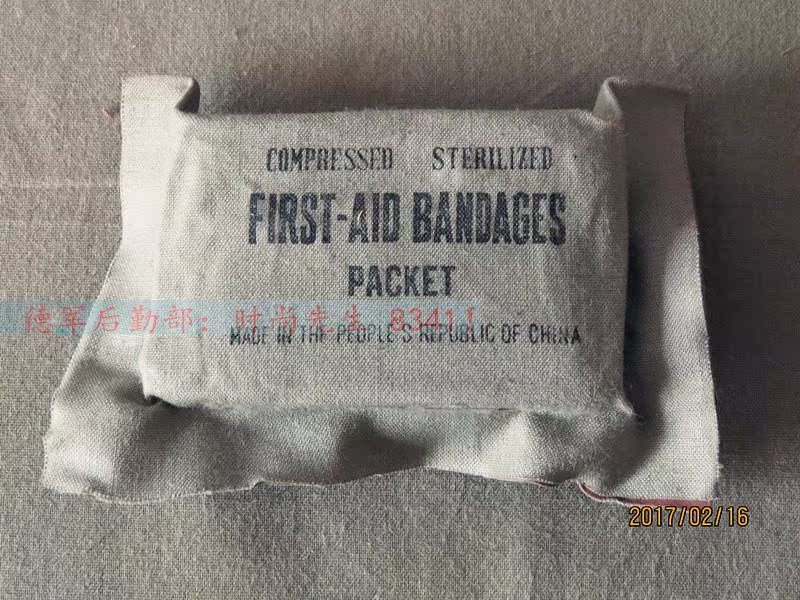 COMPRESSED STERILIZED
FIRST-AID BANDAGES
PACKET
德军后勤部：时尚先生 8341！
MADE IN THE PEOPLE'S REPUBLIC OF CHINA
2017/02/16